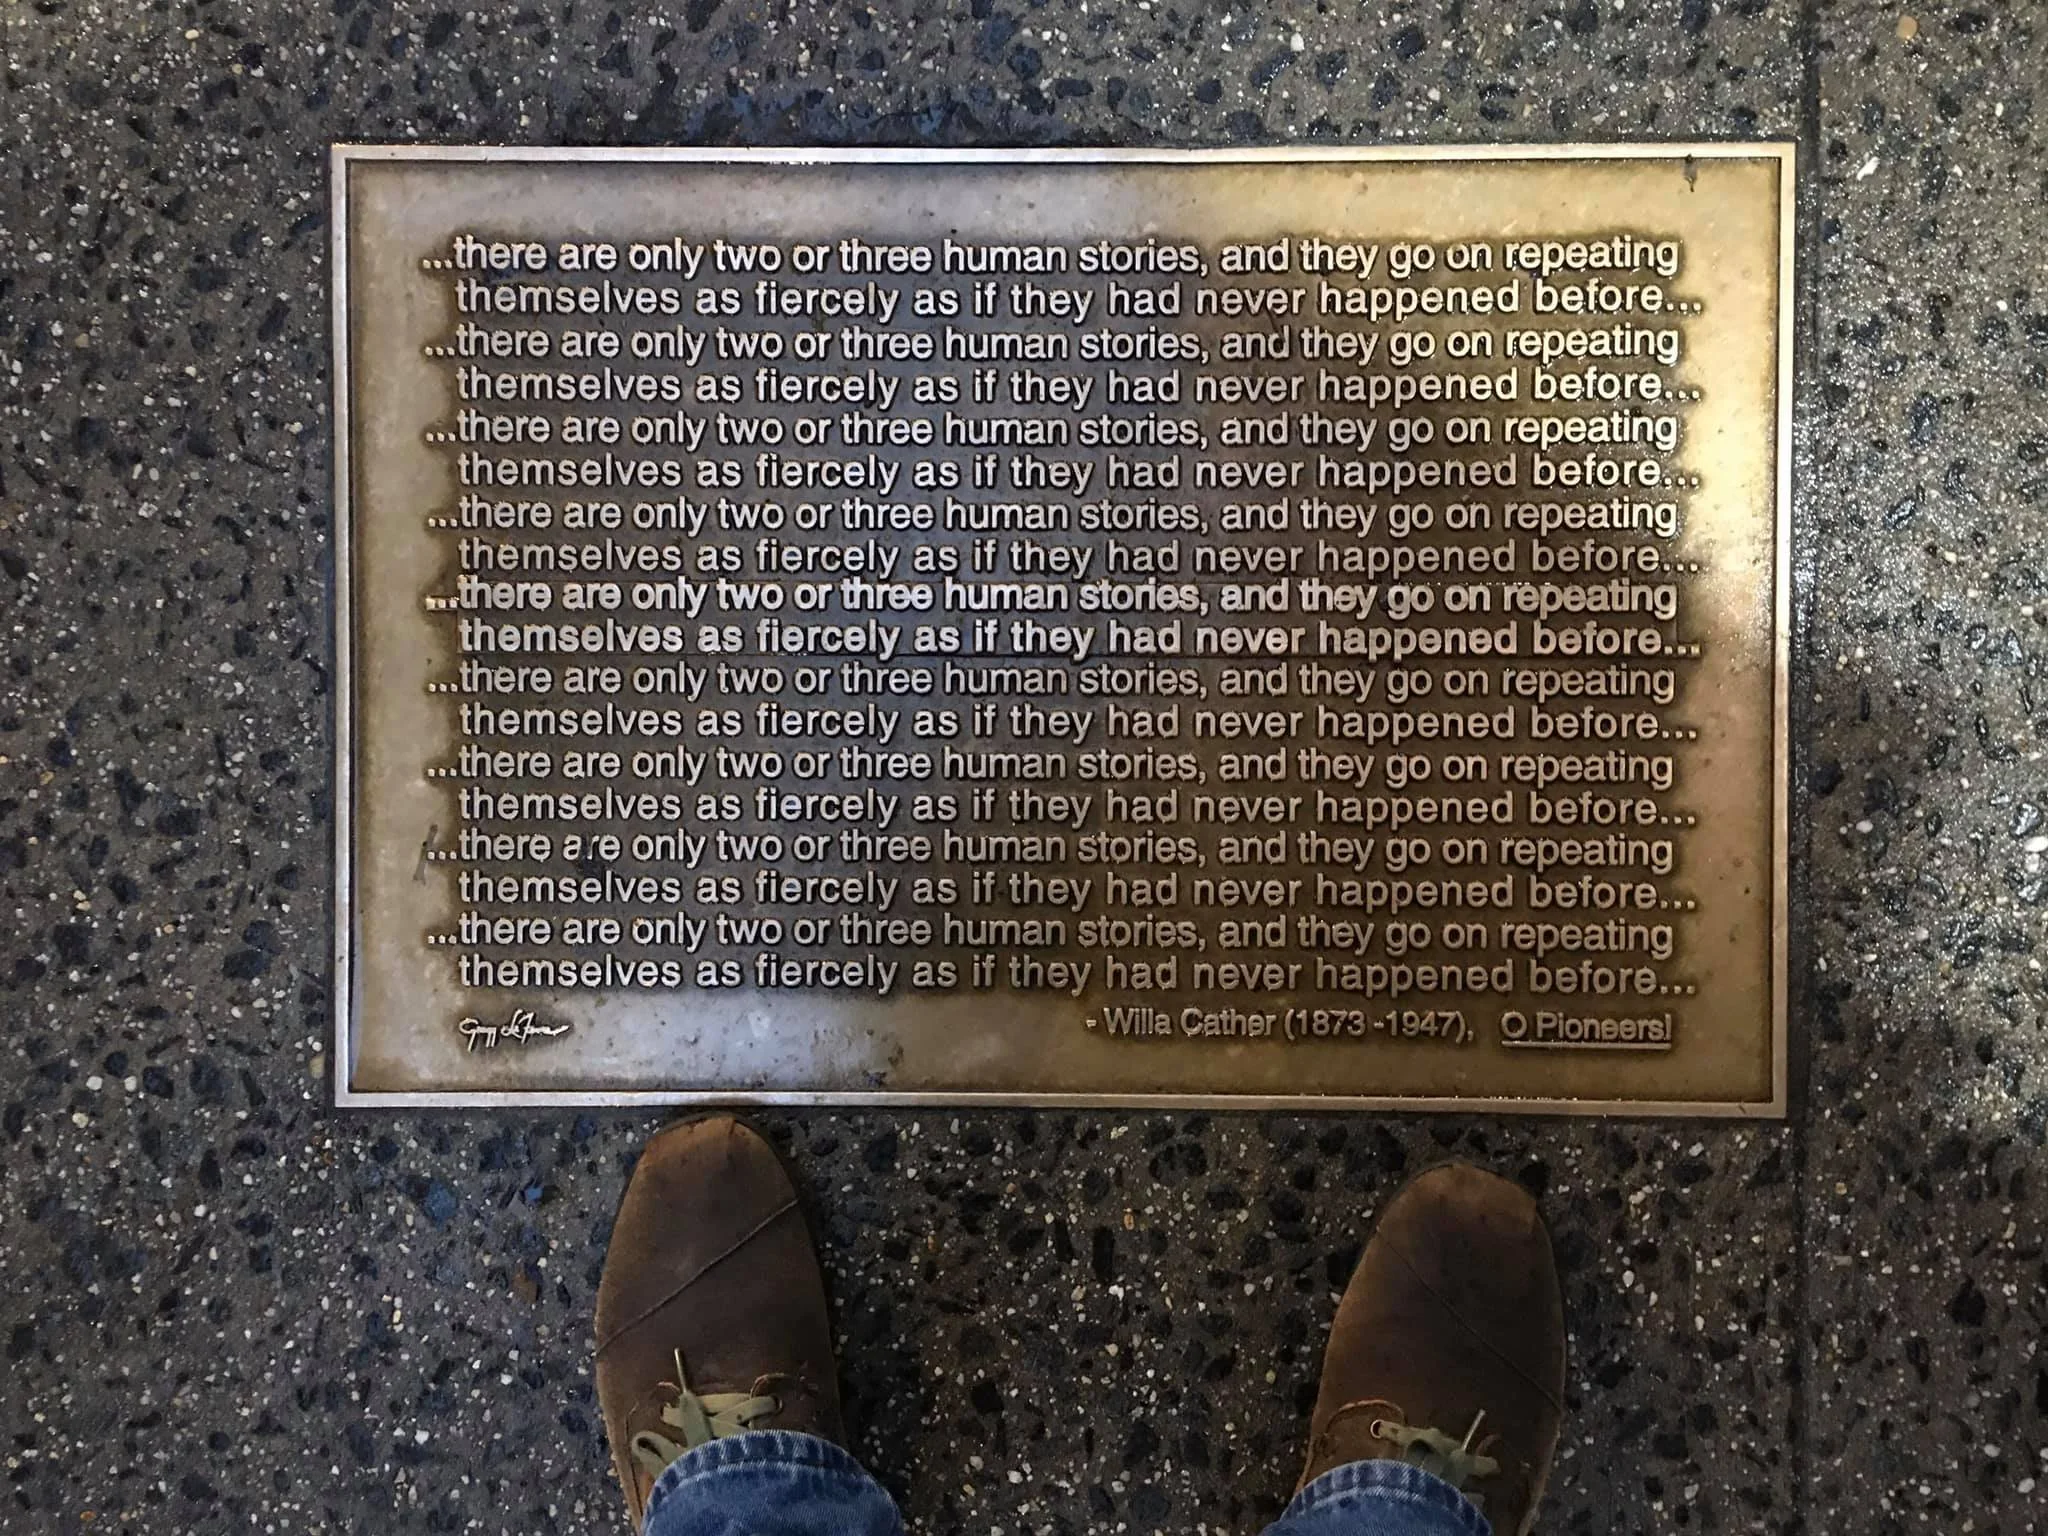 ...there are only two or three human stories, and they go on repeating
themselves as fiercely as if they had never happened before...
...there are only two or three human stories, and they go on repeating
themselves as fiercely as if they had never happened before...
...there are only two or three human stories, and they go on repeating
themselves as fiercely as if they had never happened before...
...there are only two or three human stories, and they go on repeating
themselves as fiercely as if they had never happened before...
...there are only two or three human stories, and they go on repeating
themselves as fiercely as if they had never happened before...
...there are only two or three human stories, and they go on repeating
themselves as fiercely as if they had never happened before...
...there are only two or three human stories, and they go on repeating
themselves as fiercely as if they had never happened before...
...there are only two or three human stories, and they go on repeating
themselves as fiercely as if they had never happened before...
...there are only two or three human stories, and they go on repeating
themselves as fiercely as if they had never happened before...
- Willa Cather (1873-1947), O Pioneers!